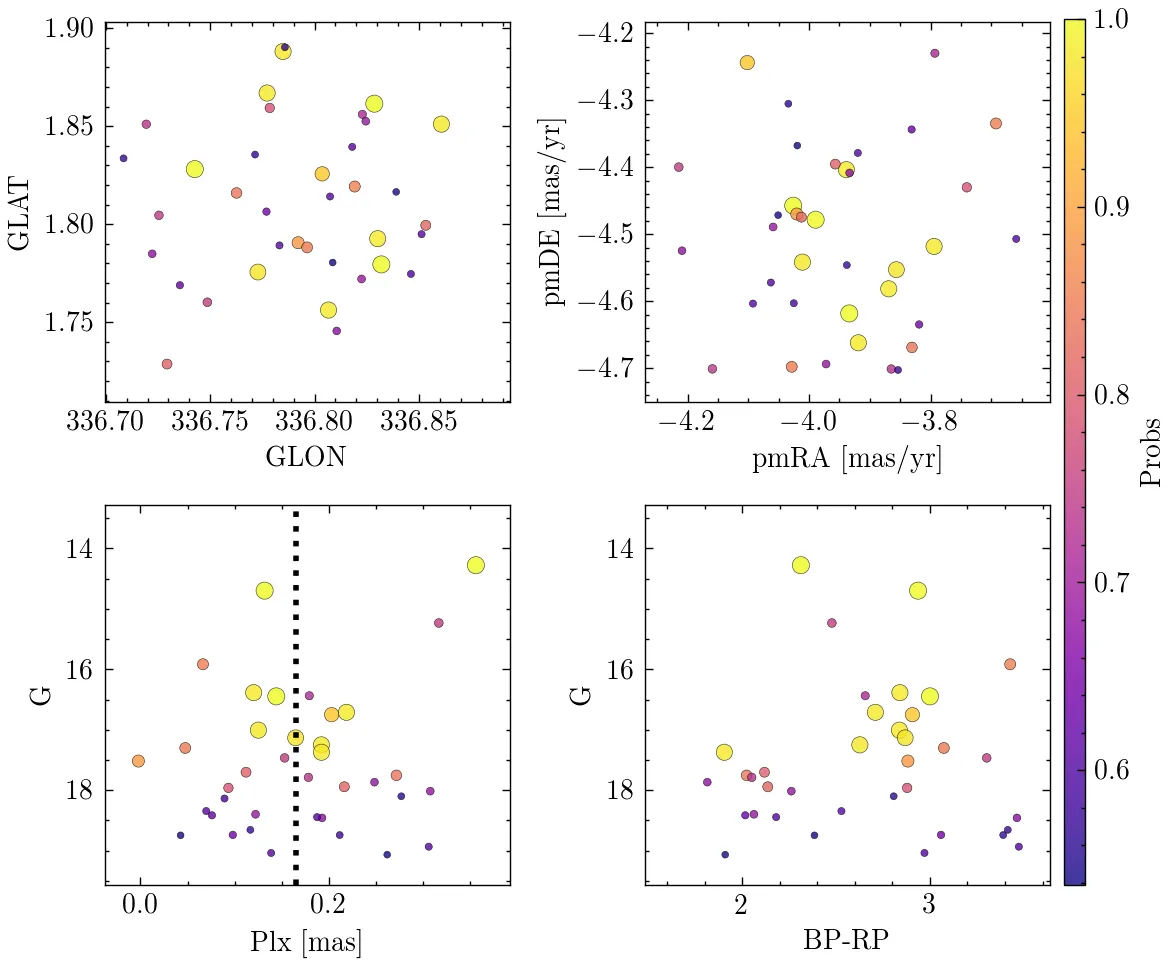 1.90
1.85
1.80
1.75
GLAT
336.70 336.75 336.80 336.85
GLON
−4.2
−4.3
−4.4
−4.5
−4.6
−4.7
pmDE [mas/yr]
−4.2 −4.0 −3.8
pmRA [mas/yr]
14
16
18
G
0.0 0.2
Plx [mas]
14
16
18
G
2 3
BP-RP
1.0
0.9
0.8
0.7
0.6
Probs